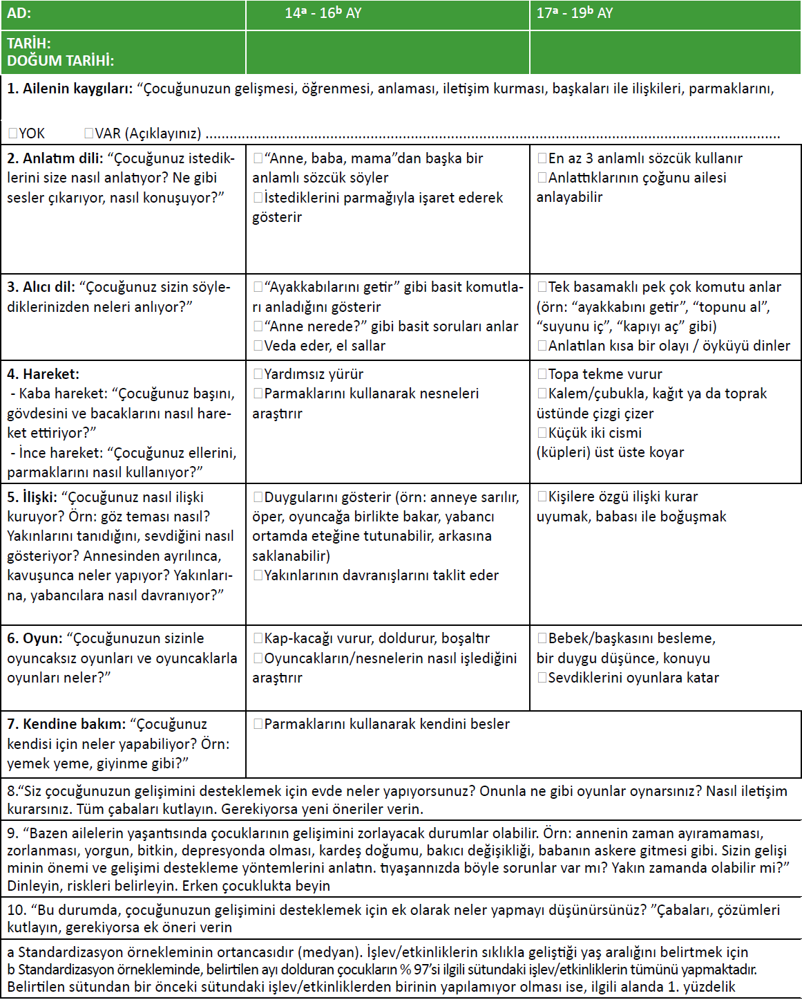 AD: 14ª - 16ᵇ AY 17ª - 19ᵇ AY
TARİH:
DOĞUM TARİHİ:
1. Ailenin kaygıları: “Çocuğunuzun gelişmesi, öğrenmesi, anlaması, iletişim kurması, başkaları ile ilişkileri, parmaklarını,
☐YOK ☐VAR (Açıklayınız) ................................................................................................................................................
2. Anlatım dili: “Çocuğunuz istedik-
lerini size nasıl anlatıyor? Ne gibi
sesler çıkarıyor, nasıl konuşuyor?”
☐“Anne, baba, mama”dan başka bir
anlamlı sözcük söyler
☐İstediklerini parmağıyla işaret ederek
gösterir
☐En az 3 anlamlı sözcük kullanır
☐Anlattıklarının çoğunu ailesi
anlayabilir
3. Alıcı dil: “Çocuğunuz sizin söyle-
diklerinizden neleri anlıyor?”
☐“Ayakkabılarını getir” gibi basit komutla-
rı anladığını gösterir
☐“Anne nerede?” gibi basit soruları anlar
☐Veda eder, el sallar
☐Tek basamaklı pek çok komutu anlar
(örn: “ayakkabını getir”, “topunu al”,
“suyunu iç”, “kapıyı aç” gibi)
☐Anlatılan kısa bir olayı / öyküyü dinler
4. Hareket:
- Kaba hareket: “Çocuğunuz başını,
gövdesini ve bacaklarını nasıl hare-
ket ettiriyor?”
- İnce hareket: “Çocuğunuz ellerini,
parmaklarını nasıl kullanıyor?”
☐Yardımsız yürür
☐Parmaklarını kullanarak nesneleri
araştırır
☐Topa tekme vurur
☐Kalem/çubukla, kağıt ya da toprak
üstünde çizgi çizer
☐Küçük iki cismi
(küpleri) üst üste koyar
5. İlişki: “Çocuğunuz nasıl ilişki
kuruyor? Örn: göz teması nasıl?
Yakınlarını tanıdığını, sevdiğini nasıl
gösteriyor? Annesinden ayrılınca,
kavuşunca neler yapıyor? Yakınları-
na, yabancılara nasıl davranıyor?”
☐Duygularını gösterir (örn: anneye sarılır,
öper, oyuncağa birlikte bakar, yabancı
ortamda eteğine tutunabilir, arkasına
saklanabilir)
☐Yakınlarının davranışlarını taklit eder
☐Kişilere özgü ilişki kurar
uyumak, babası ile boğuşmak
6. Oyun: “Çocuğunuzun sizinle
oyuncaksız oyunları ve oyuncaklarla
oyunları neler?”
☐Kap-kacağı vurur, doldurur, boşaltır
☐Oyuncakların/nesnelerin nasıl işlediğini
araştırır
☐Bebek/başkasını besleme,
bir duygu düşünce, konuyu
☐Sevdiklerini oyunlara katar
7. Kendine bakım: “Çocuğunuz
kendisi için neler yapabiliyor? Örn:
yemek yeme, giyinme gibi?”
☐Parmaklarını kullanarak kendini besler
8.“Siz çocuğunuzun gelişimini desteklemek için evde neler yapıyorsunuz? Onunla ne gibi oyunlar oynarsınız? Nasıl iletişim
kurarsınız. Tüm çabaları kutlayın. Gerekiyorsa yeni öneriler verin.
9. “Bazen ailelerin yaşantısında çocuklarının gelişimini zorlayacak durumlar olabilir. Örn: annenin zaman ayıramaması,
zorlanması, yorgun, bitkin, depresyonda olması, kardeş doğumu, bakıcı değişikliği, babanın askere gitmesi gibi. Sizin gelişi
minin önemi ve gelişimi destekleme yöntemlerini anlatın. tıyaşannızda böyle sorunlar var mı? Yakın zamanda olabilir mi?”
Dinleyin, riskleri belirleyin. Erken çocuklukta beyin
10. “Bu durumda, çocuğunuzun gelişimini desteklemek için ek olarak neler yapmayı düşünürsünüz? ”Çabaları, çözümleri
kutlayın, gerekiyorsa ek öneri verin
a Standardizasyon örnekleminin ortancasıdır (medyan). İşlev/etkinliklerin sıklıkla geliştiği yaş aralığını belirtmek için
b Standardizasyon örnekleminde, belirtilen ayı dolduran çocukların % 97’si ilgili sütundaki işlev/etkinliklerin tümünü yapmaktadır.
Belirtilen sütundan bir önceki sütundaki işlev/etkinliklerden birinin yapılamıyor olması ise, ilgili alanda 1. yüzdelik